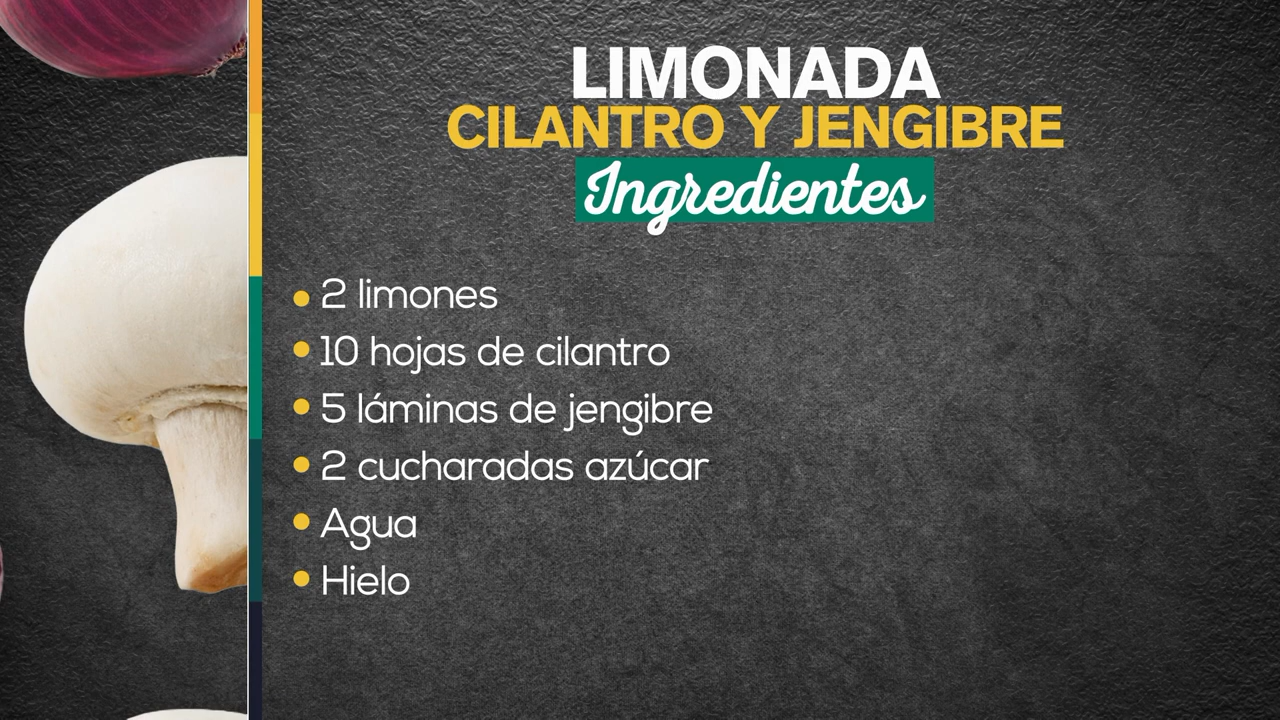 LIMONADA
CILANTRO Y JENGIBRE
Ingredientes
• 2 limones
• 10 hojas de cilantro
• 5 láminas de jengibre
• 2 cucharadas azúcar
• Agua
• Hielo